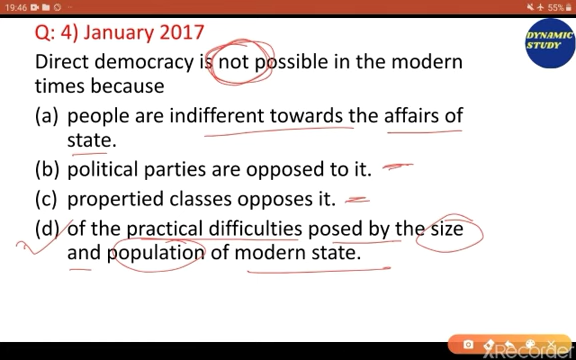 19:46
55%
Q: 4) January 2017
DYNAMIC
STUDY
Direct democracy is not possible in the modern
times because
(a) people are indifferent towards the affairs of
state.
(b) political parties are opposed to it.
(c) propertied classes opposes it.
(d) of the practical difficulties posed by the size
and population of modern state.
XRecorder